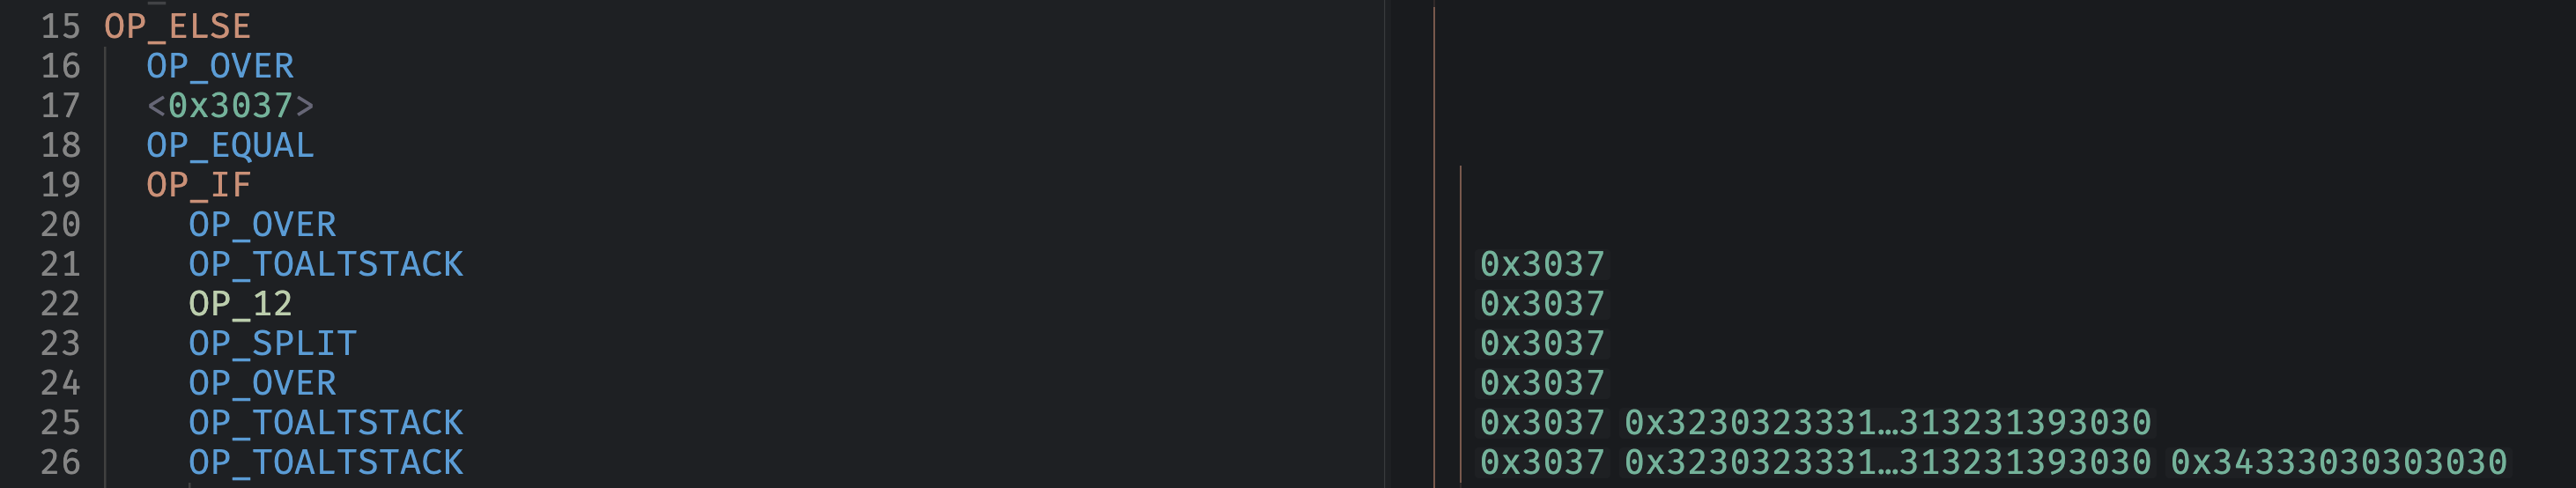 15 OP_ELSE
16 OP_OVER
17 <0x3037>
18 OP_EQUAL
19 OP_IF
20 OP_OVER
21 OP_TOALTSTACK 0x3037
22 OP_12 0x3037
23 OP_SPLIT 0x3037
24 OP_OVER 0x3037
25 OP_TOALTSTACK 0x3037 0x3230323331…313231393030
26 OP_TOALTSTACK 0x3037 0x3230323331…313231393030 0x34333030303030